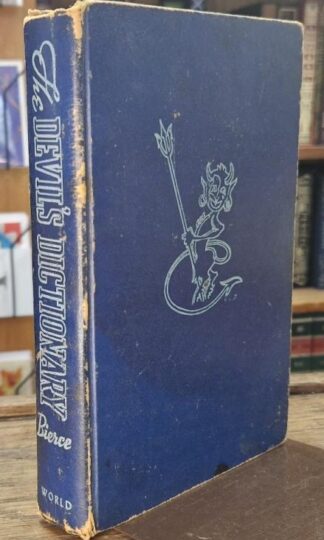 The DEVIL'S DICTIONARY
Bierce
WORLD